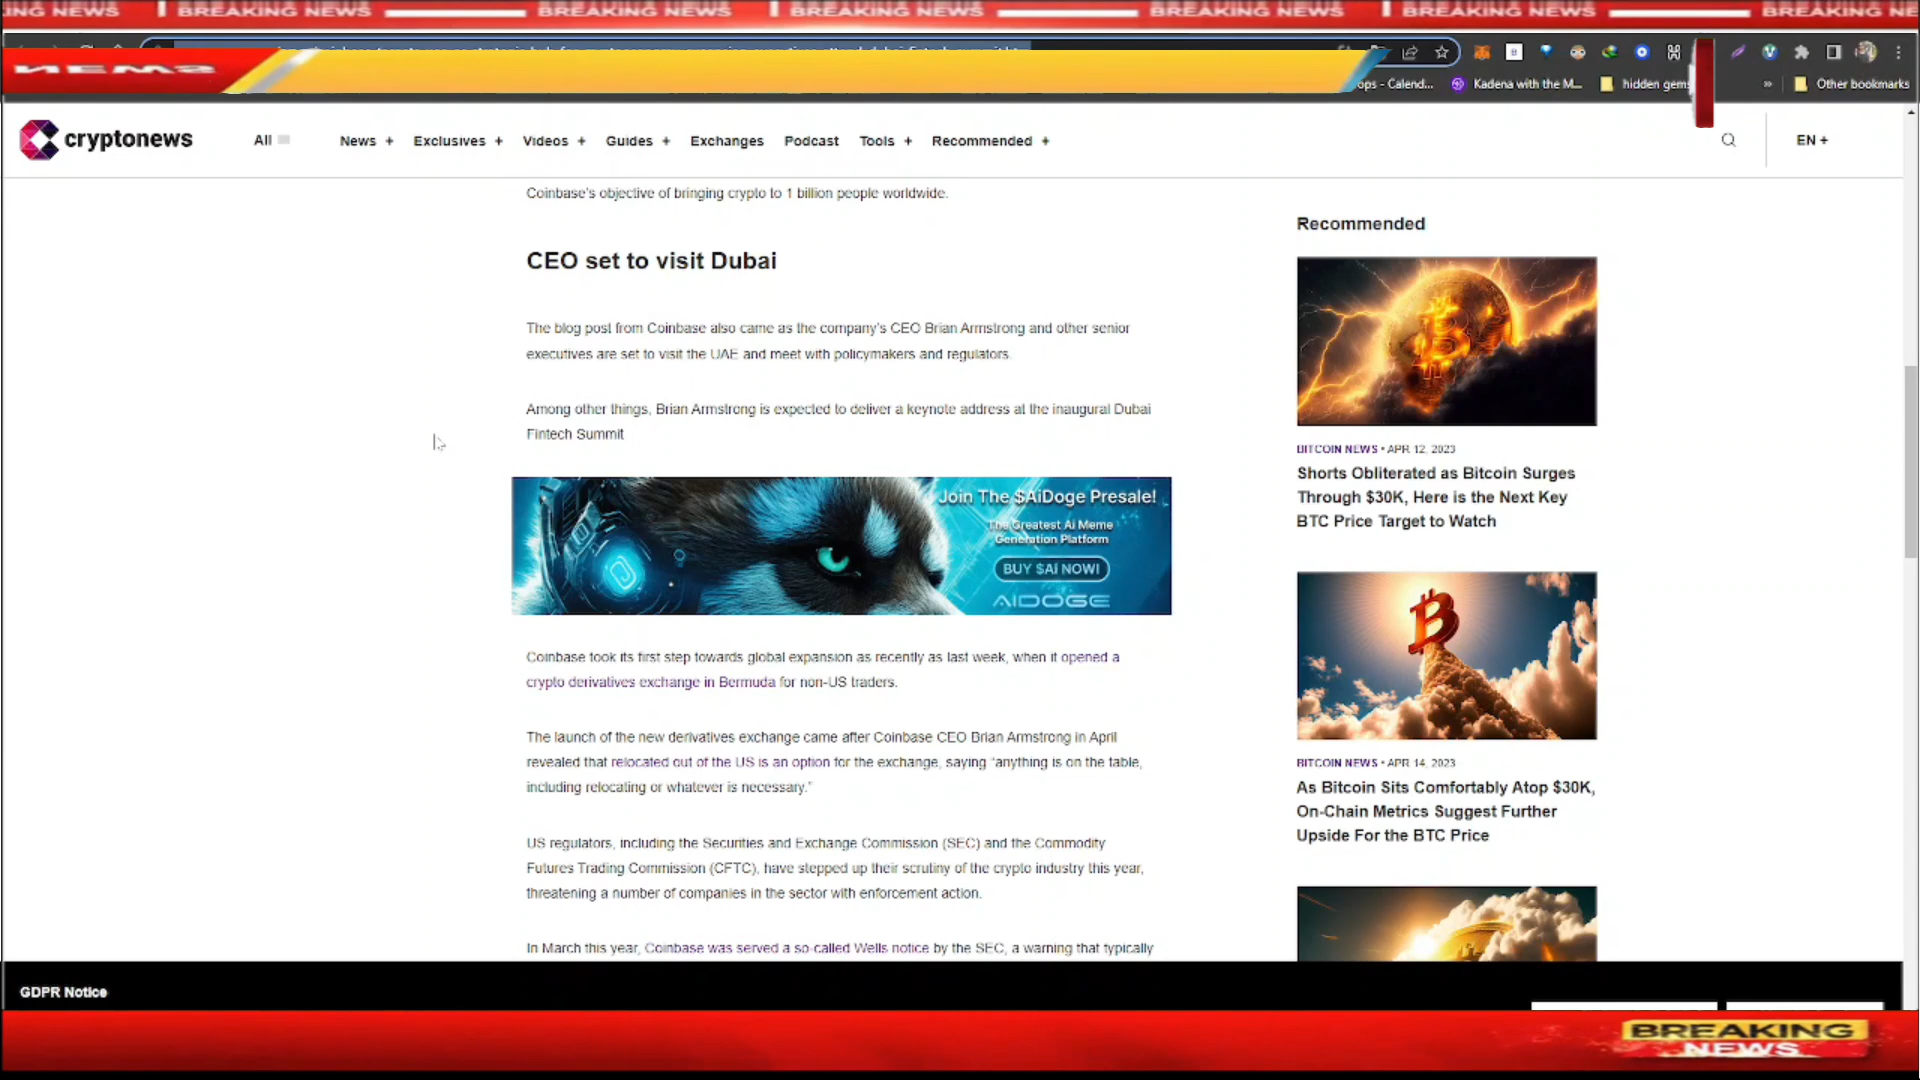 BREAKING NEWS BREAKING NEWS BREAKING NEWS BREAKING NEWS BREAKING NEWS
NEWS
Kadena with the M...
hidden gems
»
Other bookmarks
cryptonews
All
News +
Exclusives +
Videos +
Guides +
Exchanges
Podcast
Tools +
Recommended +
EN +
Coinbase's objective of bringing crypto to 1 billion people worldwide.
CEO set to visit Dubai
The blog post from Coinbase also came as the company's CEO Brian Armstrong and other senior
executives are set to visit the UAE and meet with policymakers and regulators.
Among other things, Brian Armstrong is expected to deliver a keynote address at the inaugural Dubai
Fintech Summit
Join The $AiDoge Presale!
The Greatest Ai Meme
Generation Platform
BUY $AI NOW!
AIDOGE
Coinbase took its first step towards global expansion as recently as last week, when it opened a
crypto derivatives exchange in Bermuda for non-US traders.
The launch of the new derivatives exchange came after Coinbase CEO Brian Armstrong in April
revealed that relocated out of the US is an option for the exchange, saying "anything is on the table,
including relocating or whatever is necessary."
US regulators, including the Securities and Exchange Commission (SEC) and the Commodity
Futures Trading Commission (CFTC), have stepped up their scrutiny of the crypto industry this year,
threatening a number of companies in the sector with enforcement action.
In March this year, Coinbase was served a so-called Wells notice by the SEC, a warning that typically
Recommended
BITCOIN NEWS • APR 12, 2023
Shorts Obliterated as Bitcoin Surges
Through $30K, Here is the Next Key
BTC Price Target to Watch
BITCOIN NEWS • APR 14, 2023
As Bitcoin Sits Comfortably Atop $30K,
On-Chain Metrics Suggest Further
Upside For the BTC Price
GDPR Notice
BREAKING
NEWS